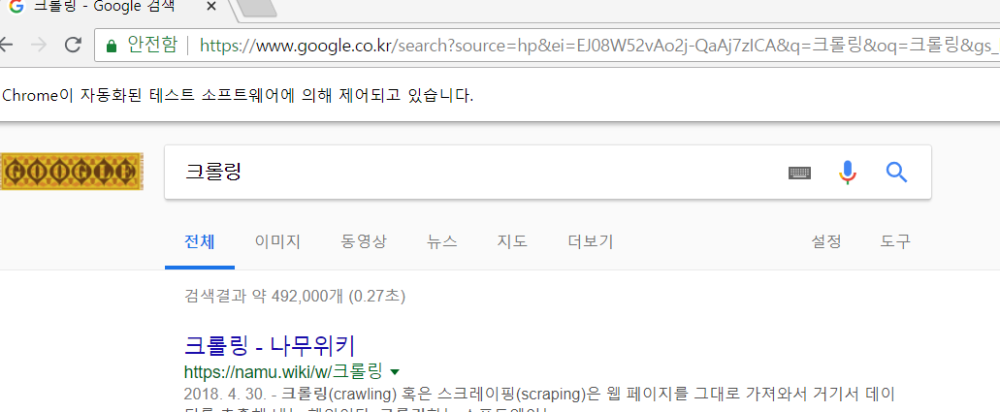 크롤링 - Google 검색
안전함 | https://www.google.co.kr/search?source=hp&ei=EJ08W52vAo2j-QaAj7zICA&q=크롤링&oq=크롤링&gs_
Chrome이 자동화된 테스트 소프트웨어에 의해 제어되고 있습니다.
GOOGLE
크롤링
전체 이미지 동영상 뉴스 지도 더보기 설정 도구
검색결과 약 492,000개 (0.27초)
크롤링 - 나무위키
https://namu.wiki/w/크롤링
2018. 4. 30. - 크롤링(crawling) 혹은 스크레이핑(scraping)은 웹 페이지를 그대로 가져와서 거기서 데이